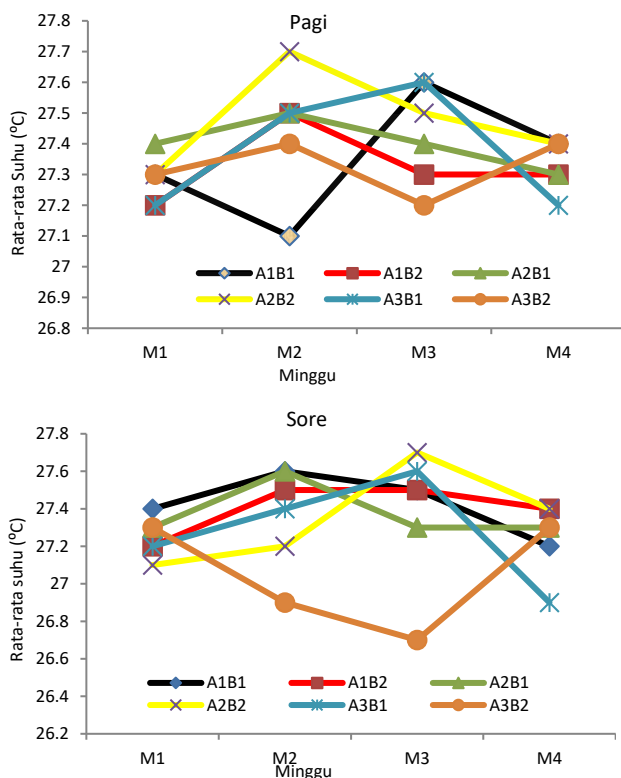 Pagi
Rata-rata Suhu (⁰C)
27.8
27.7
27.6
27.5
27.4
27.3
27.2
27.1
27
26.9
26.8
A1B1 A1B2 A2B1
A2B2 A3B1 A3B2
M1 M2 M3 M4
Minggu
Sore
Rata-rata suhu (⁰C)
27.8
27.6
27.4
27.2
27
26.8
26.6
26.4
26.2
A1B1 A1B2 A2B1
A2B2 A3B1 A3B2
M1 M2 M3 M4
Minggu